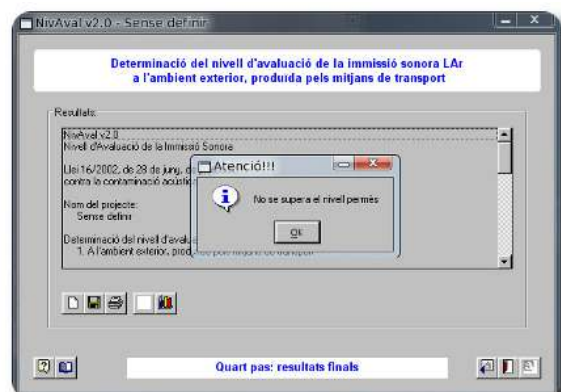 NivAval v2.0 - Sense definir
Determinació del nivell d'avaluació de la immissió sonora LAr
a l'ambient exterior, produïda pels mitjans de transport
Resultats:
NivAval v2.0
Nivell d'Avaluació de la Immissió Sonora
Llei 16/2002, de 28 de juny, de
contra la contaminació acústica
Nom del projecte:
Sense definir
Determinació del nivell d'avalu
1. A l'ambient exterior, produïda pels mitjans de transport
Atenció!!!
No se supera el nivell permès
Ok
Quart pas: resultats finals